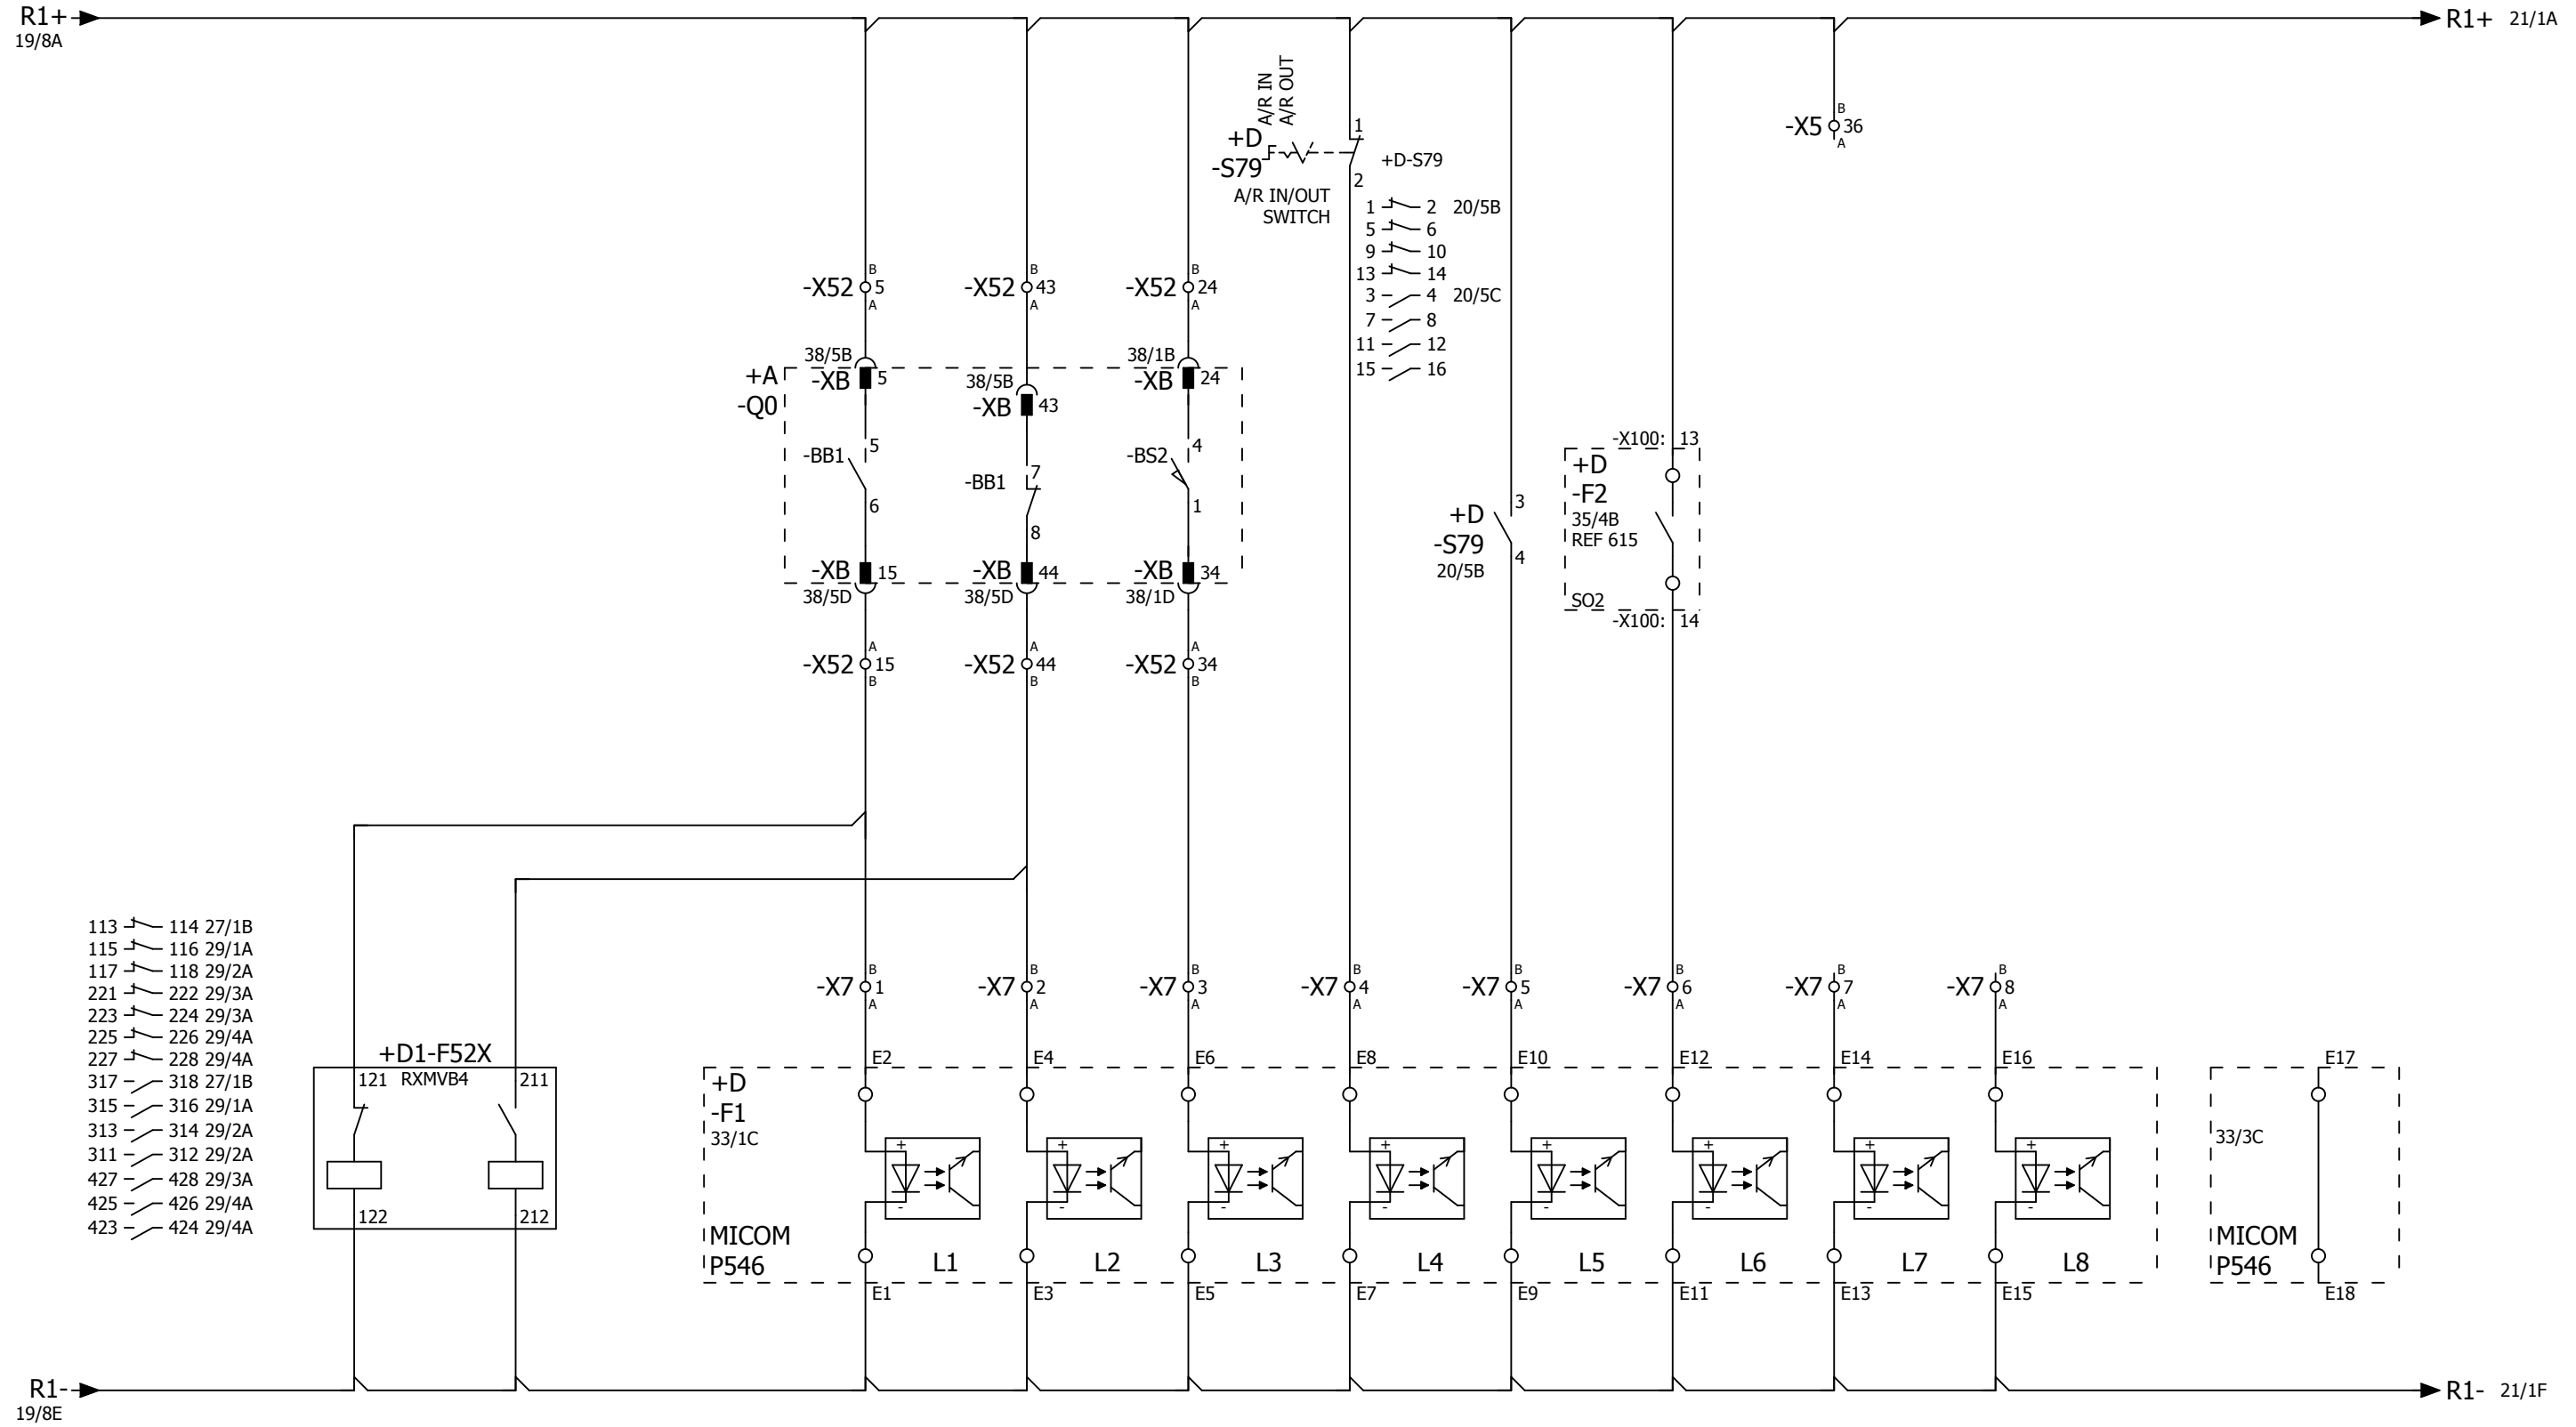 R1+
19/8A
R1+ 21/1A
A/R IN
A/R OUT
+D
-S79
A/R IN/OUT
SWITCH
1
2
+D-S79
1 2 20/5B
5 6
9 10
13 14
3 4 20/5C
7 8
11 12
15 16
B
-X5 36
A
B B B
-X52 5 -X52 43 -X52 24
A A A
38/5B 38/5B 38/1B
+A
-Q0
-XB 5 -XB 43 -XB 24
5 7 4
-BB1 -BB1 -BS2
6 8 1
-XB 15 -XB 44 -XB 34
38/5D 38/5D 38/1D
A A A
-X52 15 -X52 44 -X52 34
B B B
3
+D
-S79
20/5B
4
-X100: 13
+D
-F2
35/4B
REF 615
SO2
-X100: 14
113 114 27/1B
115 116 29/1A
117 118 29/2A
221 222 29/3A
223 224 29/3A
225 226 29/4A
227 228 29/4A
317 318 27/1B
315 316 29/1A
313 314 29/2A
311 312 29/2A
427 428 29/3A
425 426 29/4A
423 424 29/4A
+D1-F52X
121 RXMVB4 211
122 212
B B B B B B B B
-X7 1 -X7 2 -X7 3 -X7 4 -X7 5 -X7 6 -X7 7 -X7 8
A A A A A A A A
E2 E4 E6 E8 E10 E12 E14 E16 E17
+D
-F1
33/1C
33/3C
+ + + + + + + +
- - - - - - - -
MICOM
P546
L1 L2 L3 L4 L5 L6 L7 L8
MICOM
P546
E1 E3 E5 E7 E9 E11 E13 E15 E18
R1-
19/8E
R1- 21/1F